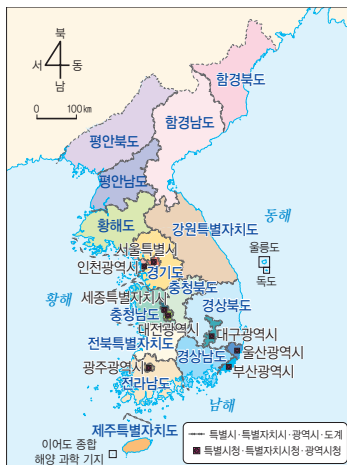 북
서 동
남
0 100km
함경북도
평안북도
함경남도
평안남도
황해도
동해
강원특별자치도
울릉도
서울특별시
독도
인천광역시
경기도
충청북도
황해
세종특별자치시
경상북도
충청남도
대전광역시
대구광역시
전북특별자치도
울산광역시
경상남도
광주광역시
부산광역시
전라남도
남해
제주특별자치도
특별시·특별자치시·광역시·도계
이어도 종합
해양 과학 기지
특별시청·특별자치시청·광역시청